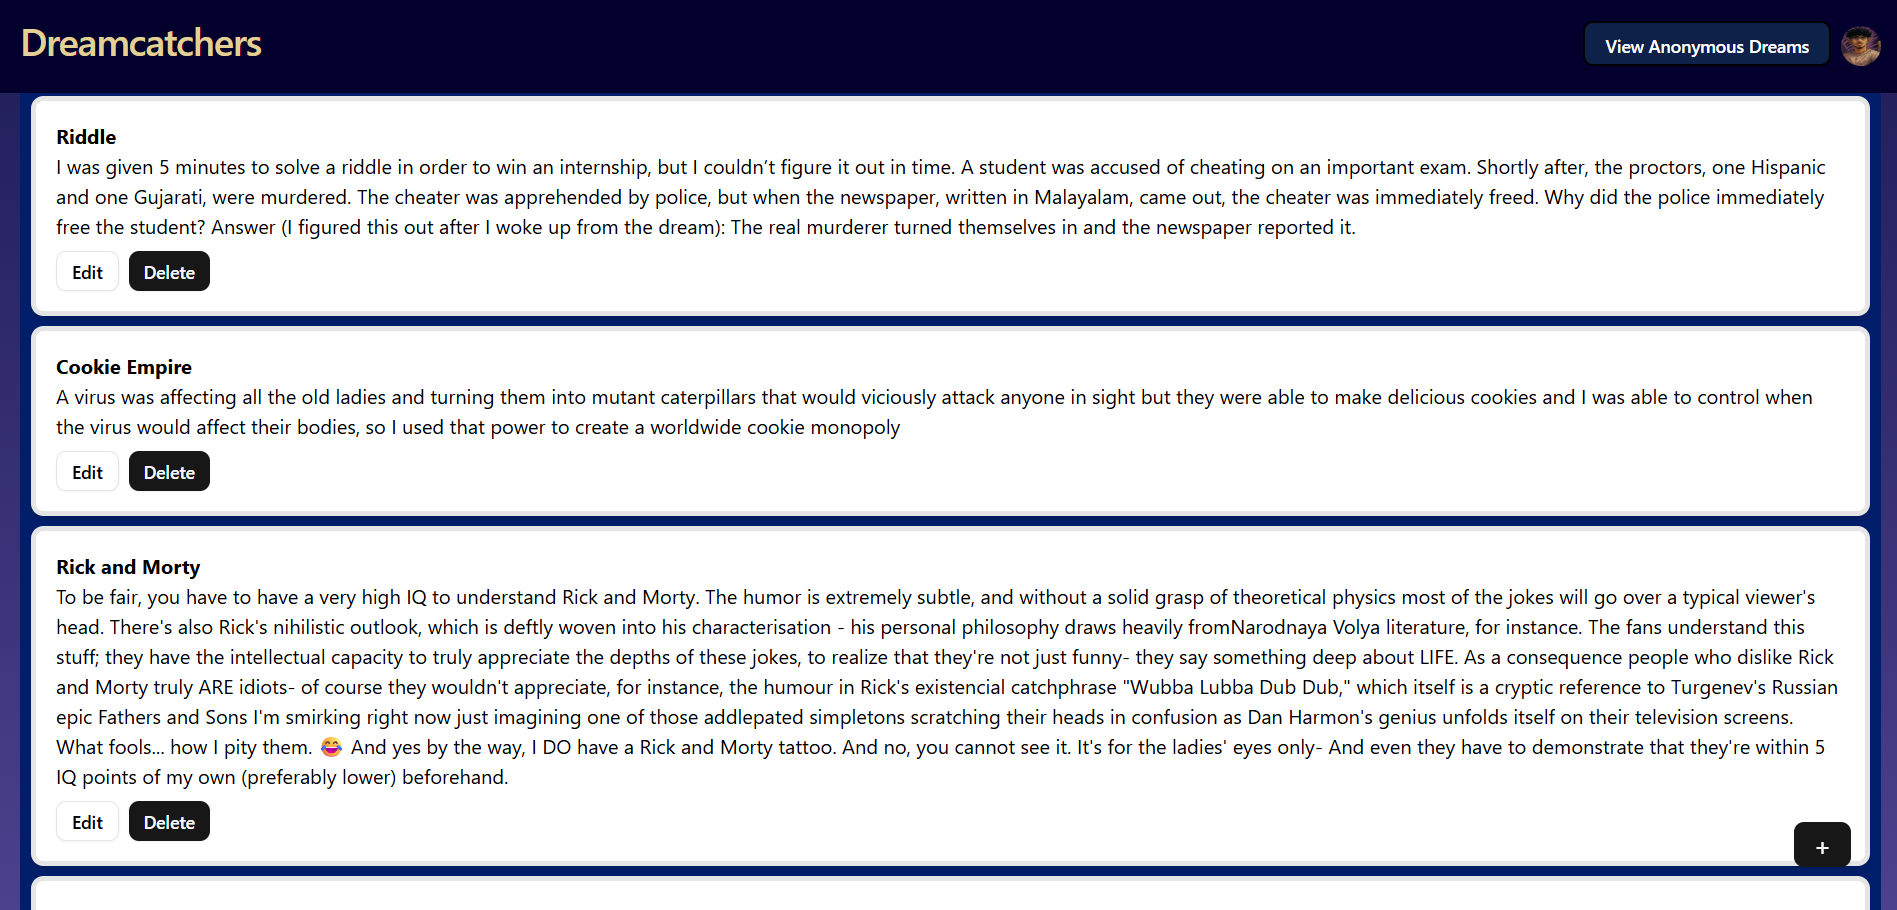 Dreamcatchers
View Anonymous Dreams
Riddle
I was given 5 minutes to solve a riddle in order to win an internship, but I couldn’t figure it out in time. A student was accused of cheating on an important exam. Shortly after, the proctors, one Hispanic
and one Gujarati, were murdered. The cheater was apprehended by police, but when the newspaper, written in Malayalam, came out, the cheater was immediately freed. Why did the police immediately
free the student? Answer (I figured this out after I woke up from the dream): The real murderer turned themselves in and the newspaper reported it.
Edit Delete
Cookie Empire
A virus was affecting all the old ladies and turning them into mutant caterpillars that would viciously attack anyone in sight but they were able to make delicious cookies and I was able to control when
the virus would affect their bodies, so I used that power to create a worldwide cookie monopoly
Edit Delete
Rick and Morty
To be fair, you have to have a very high IQ to understand Rick and Morty. The humor is extremely subtle, and without a solid grasp of theoretical physics most of the jokes will go over a typical viewer's
head. There's also Rick's nihilistic outlook, which is deftly woven into his characterisation - his personal philosophy draws heavily fromNarodnaya Volya literature, for instance. The fans understand this
stuff; they have the intellectual capacity to truly appreciate the depths of these jokes, to realize that they're not just funny- they say something deep about LIFE. As a consequence people who dislike Rick
and Morty truly ARE idiots- of course they wouldn't appreciate, for instance, the humour in Rick's existencial catchphrase "Wubba Lubba Dub Dub," which itself is a cryptic reference to Turgenev's Russian
epic Fathers and Sons I'm smirking right now just imagining one of those addlepated simpletons scratching their heads in confusion as Dan Harmon's genius unfolds itself on their television screens.
What fools... how I pity them. 😂 And yes by the way, I DO have a Rick and Morty tattoo. And no, you cannot see it. It's for the ladies' eyes only- And even they have to demonstrate that they're within 5
IQ points of my own (preferably lower) beforehand.
Edit Delete
+